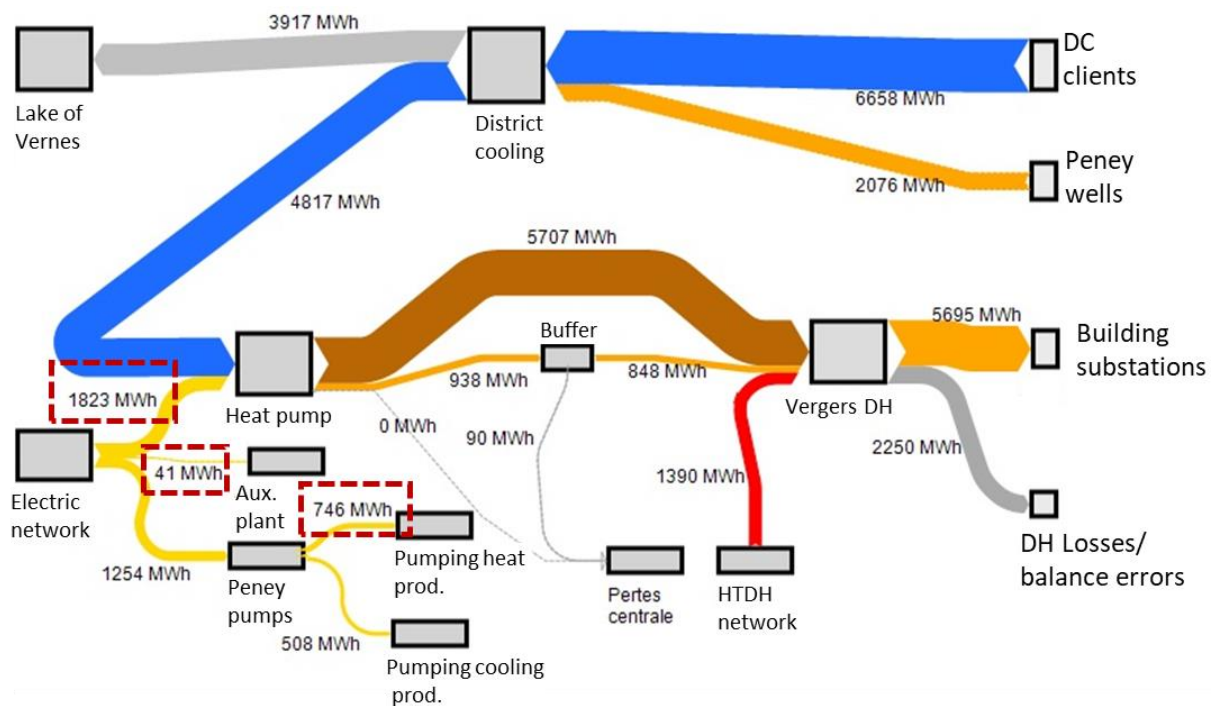 3917 MWh
Lake of
Vernes
District
cooling
DC
clients
6658 MWh
Peney
wells
2076 MWh
4817 MWh
5707 MWh
Buffer
938 MWh
848 MWh
5695 MWh
Building
substations
1823 MWh
Heat pump
0 MWh
90 MWh
Vergers DH
2250 MWh
1390 MWh
Electric
network
41 MWh
Aux.
plant
746 MWh
Pumping heat
prod.
1254 MWh
Peney
pumps
508 MWh
Pumping cooling
prod.
Pertes
centrale
HTDH
network
DH Losses/
balance errors